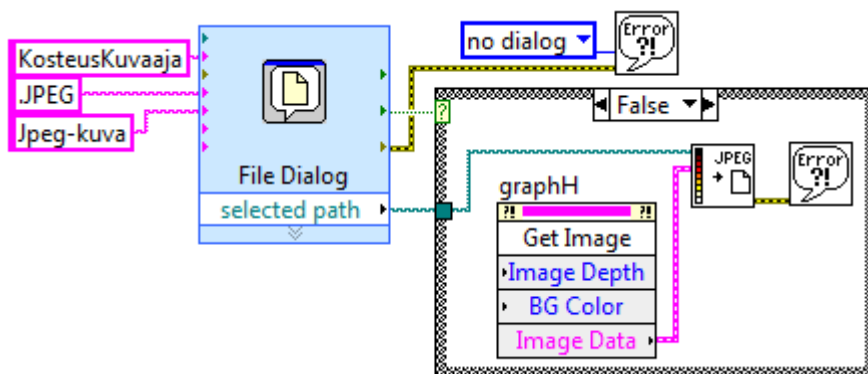 KosteusKuvaaja
.JPEG
Jpeg-kuva
File Dialog
selected path
no dialog
Error
?!
?
False
graphH
?! ?!
Get Image
Image Depth
BG Color
Image Data
JPEG
Error
?!